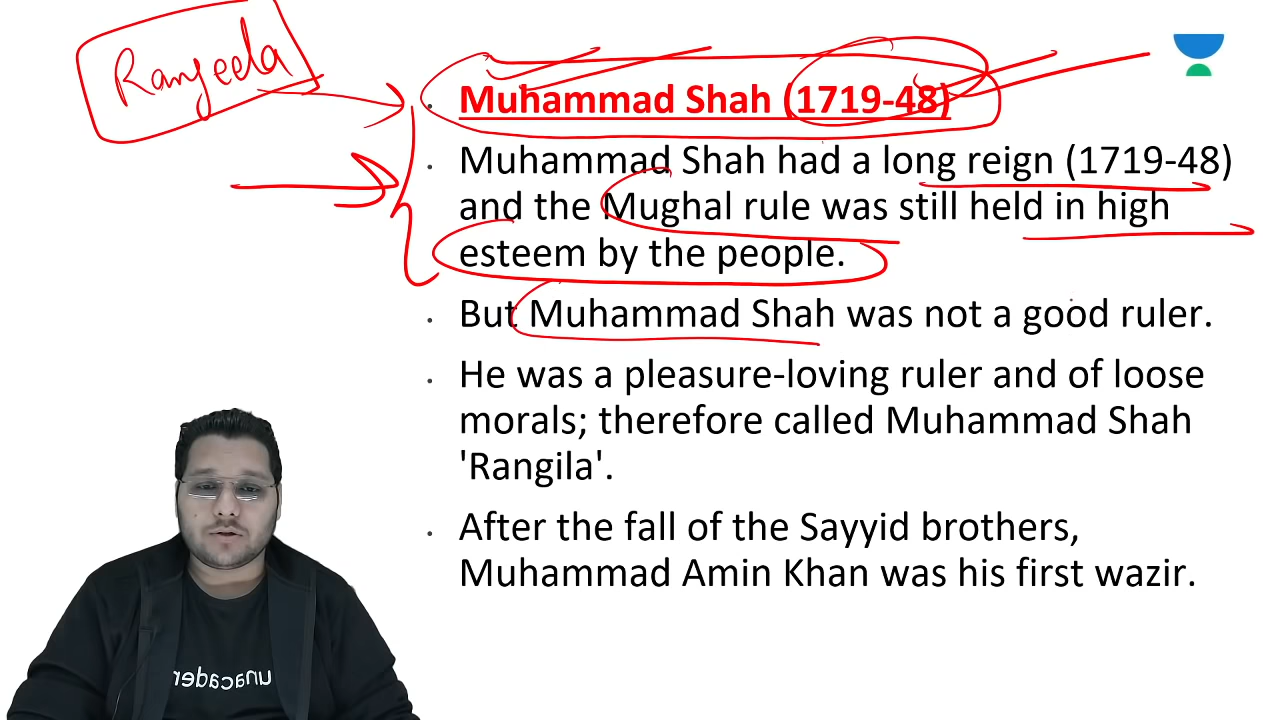 Rangeela
Muhammad Shah (1719-48)
Muhammad Shah had a long reign (1719-48)
and the Mughal rule was still held in high
esteem by the people.
But Muhammad Shah was not a good ruler.
He was a pleasure-loving ruler and of loose
morals; therefore called Muhammad Shah
'Rangila'.
After the fall of the Sayyid brothers,
Muhammad Amin Khan was his first wazir.
unacader